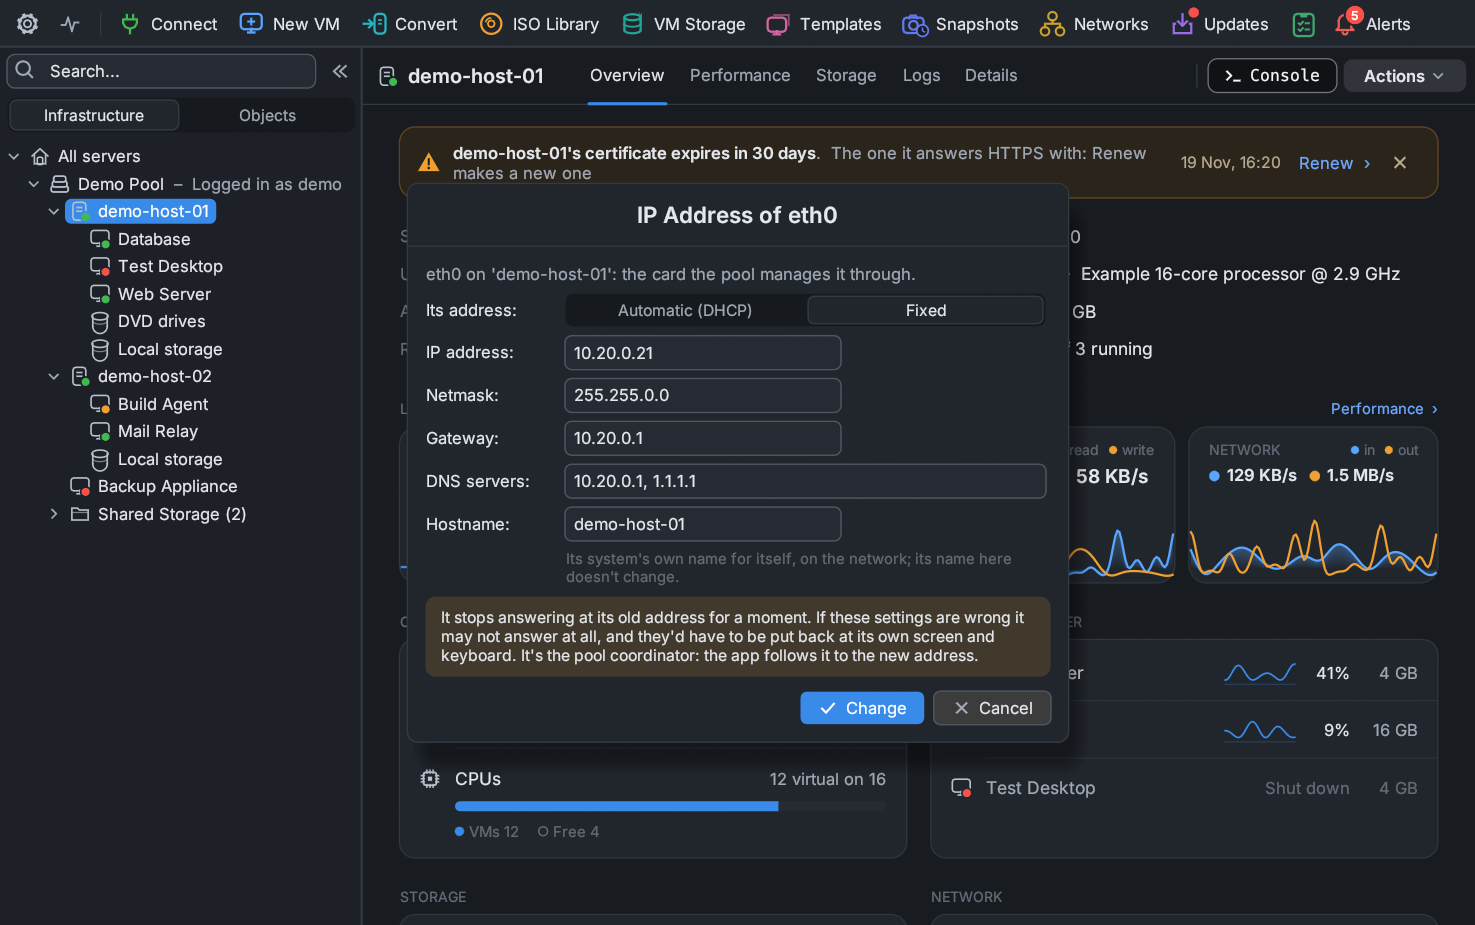 Connect
New VM
Convert
ISO Library
VM Storage
Templates
Snapshots
Networks
Updates
5
Alerts
Search...
Infrastructure
Objects
All servers
Demo Pool – Logged in as demo
demo-host-01
Database
Test Desktop
Web Server
DVD drives
Local storage
demo-host-02
Build Agent
Mail Relay
Local storage
Backup Appliance
Shared Storage (2)
demo-host-01
Overview
Performance
Storage
Logs
Details
>_ Console
Actions
demo-host-01's certificate expires in 30 days. The one it answers HTTPS with: Renew
makes a new one
19 Nov, 16:20
Renew ›
IP Address of eth0
eth0 on 'demo-host-01': the card the pool manages it through.
Its address:
Automatic (DHCP)
Fixed
IP address:
10.20.0.21
Netmask:
255.255.0.0
Gateway:
10.20.0.1
DNS servers:
10.20.0.1, 1.1.1.1
Hostname:
demo-host-01
Its system's own name for itself, on the network; its name here
doesn't change.
It stops answering at its old address for a moment. If these settings are wrong it
may not answer at all, and they'd have to be put back at its own screen and
keyboard. It's the pool coordinator: the app follows it to the new address.
Change
Cancel
0
Example 16-core processor @ 2.9 GHz
GB
3 running
Performance ›
read
write
58 KB/s
NETWORK
in
out
129 KB/s
1.5 MB/s
41%
4 GB
9%
16 GB
Test Desktop
Shut down
4 GB
CPUs
12 virtual on 16
VMs 12
Free 4
STORAGE
NETWORK